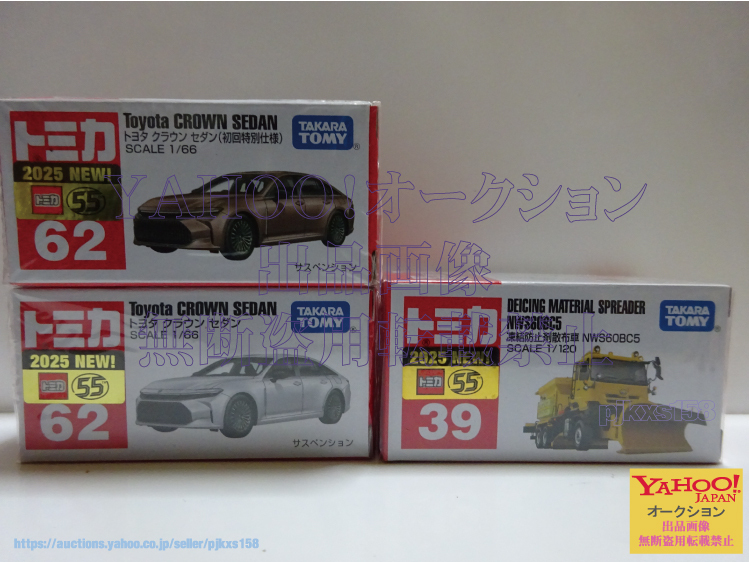 トミカ
2025 NEW!
トミカ 55
62
Toyota CROWN SEDAN
トヨタ クラウン セダン(初回特別仕様)
SCALE 1/66
TAKARA
TOMY
サスペンション
トミカ
2025 NEW!
トミカ 55
62
Toyota CROWN SEDAN
トヨタ クラウン セダン
SCALE 1/66
TAKARA
TOMY
サスペンション
トミカ
2025 NEW!
トミカ 55
39
DEICING MATERIAL SPREADER
NWS60BC5
凍結防止剤散布車 NWS60BC5
SCALE 1/120
TAKARA
TOMY
YAHOO!オークション
出品画像
無断盗用転載禁止
pjkxs158
https://auctions.yahoo.co.jp/seller/pjkxs158
YAHOO!
JAPAN
オークション
出品画像
無断盗用転載禁止